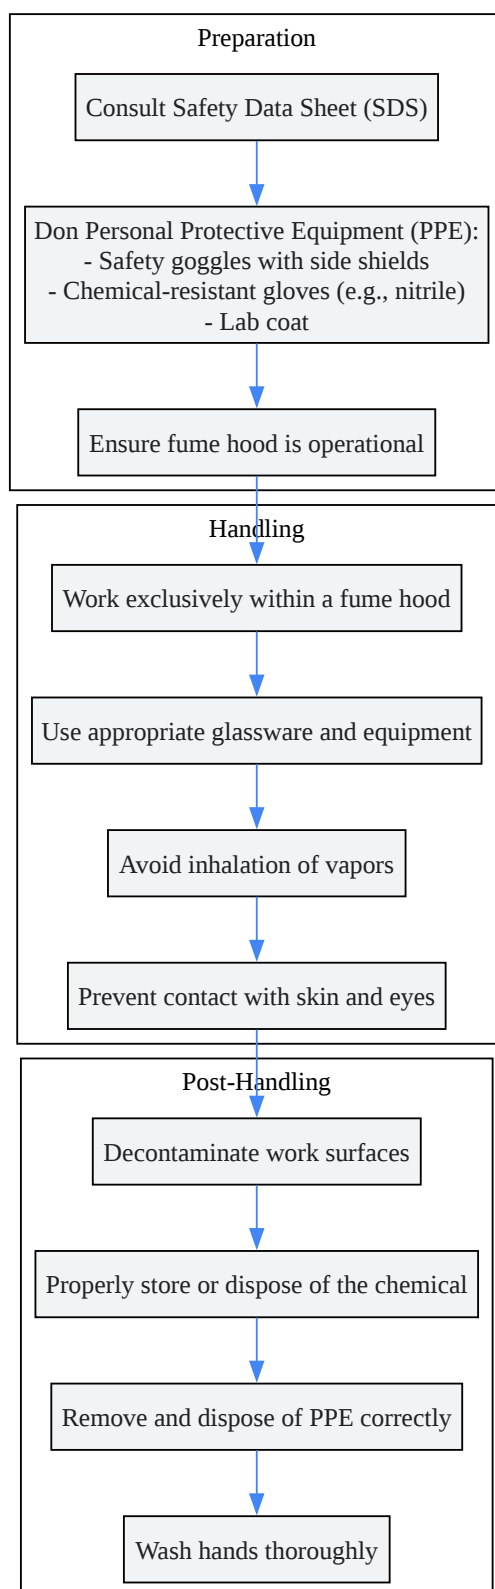 Preparation
Consult Safety Data Sheet (SDS)
Don Personal Protective Equipment (PPE):
- Safety goggles with side shields
- Chemical-resistant gloves (e.g., nitrile)
- Lab coat
Ensure fume hood is operational
Handling
Work exclusively within a fume hood
Use appropriate glassware and equipment
Avoid inhalation of vapors
Prevent contact with skin and eyes
Post-Handling
Decontaminate work surfaces
Properly store or dispose of the chemical
Remove and dispose of PPE correctly
Wash hands thoroughly